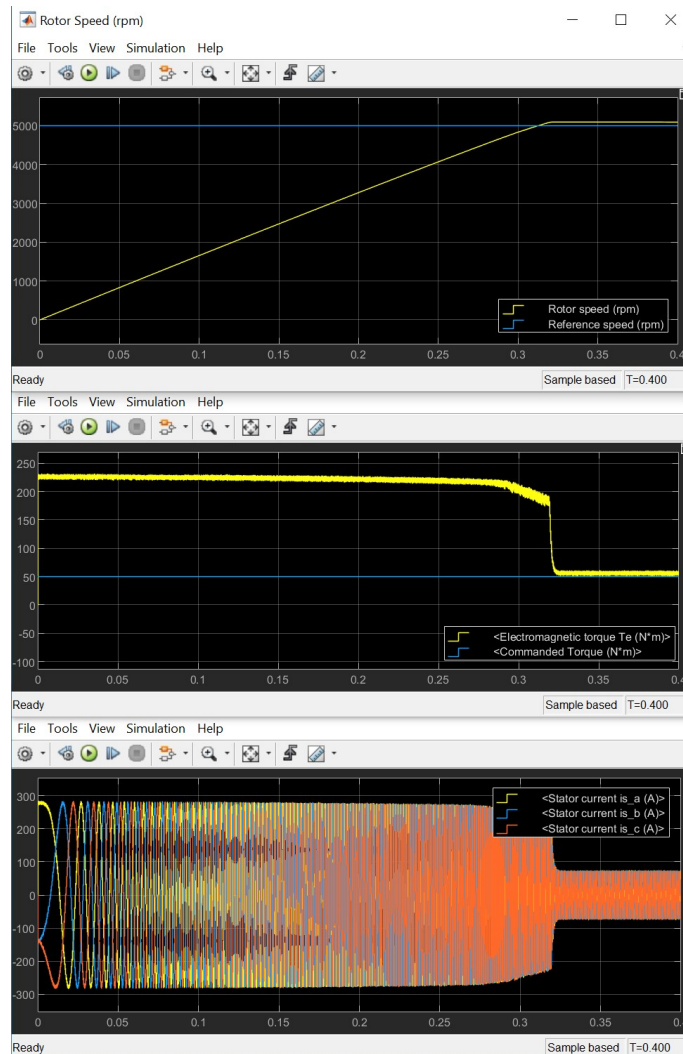 Rotor Speed (rpm)
File Tools View Simulation Help
5000
4000
3000
2000
1000
0
Rotor speed (rpm)
Reference speed (rpm)
0 0.05 0.1 0.15 0.2 0.25 0.3 0.35 0.4
Ready Sample based T=0.400
File Tools View Simulation Help
250
200
150
100
50
0
-50
-100
<Electromagnetic torque Te (N*m)>
<Commanded Torque (N*m)>
0 0.05 0.1 0.15 0.2 0.25 0.3 0.35 0.4
Ready Sample based T=0.400
File Tools View Simulation Help
300
200
100
0
-100
-200
-300
<Stator current is_a (A)>
<Stator current is_b (A)>
<Stator current is_c (A)>
0 0.05 0.1 0.15 0.2 0.25 0.3 0.35 0.
Ready Sample based T=0.400